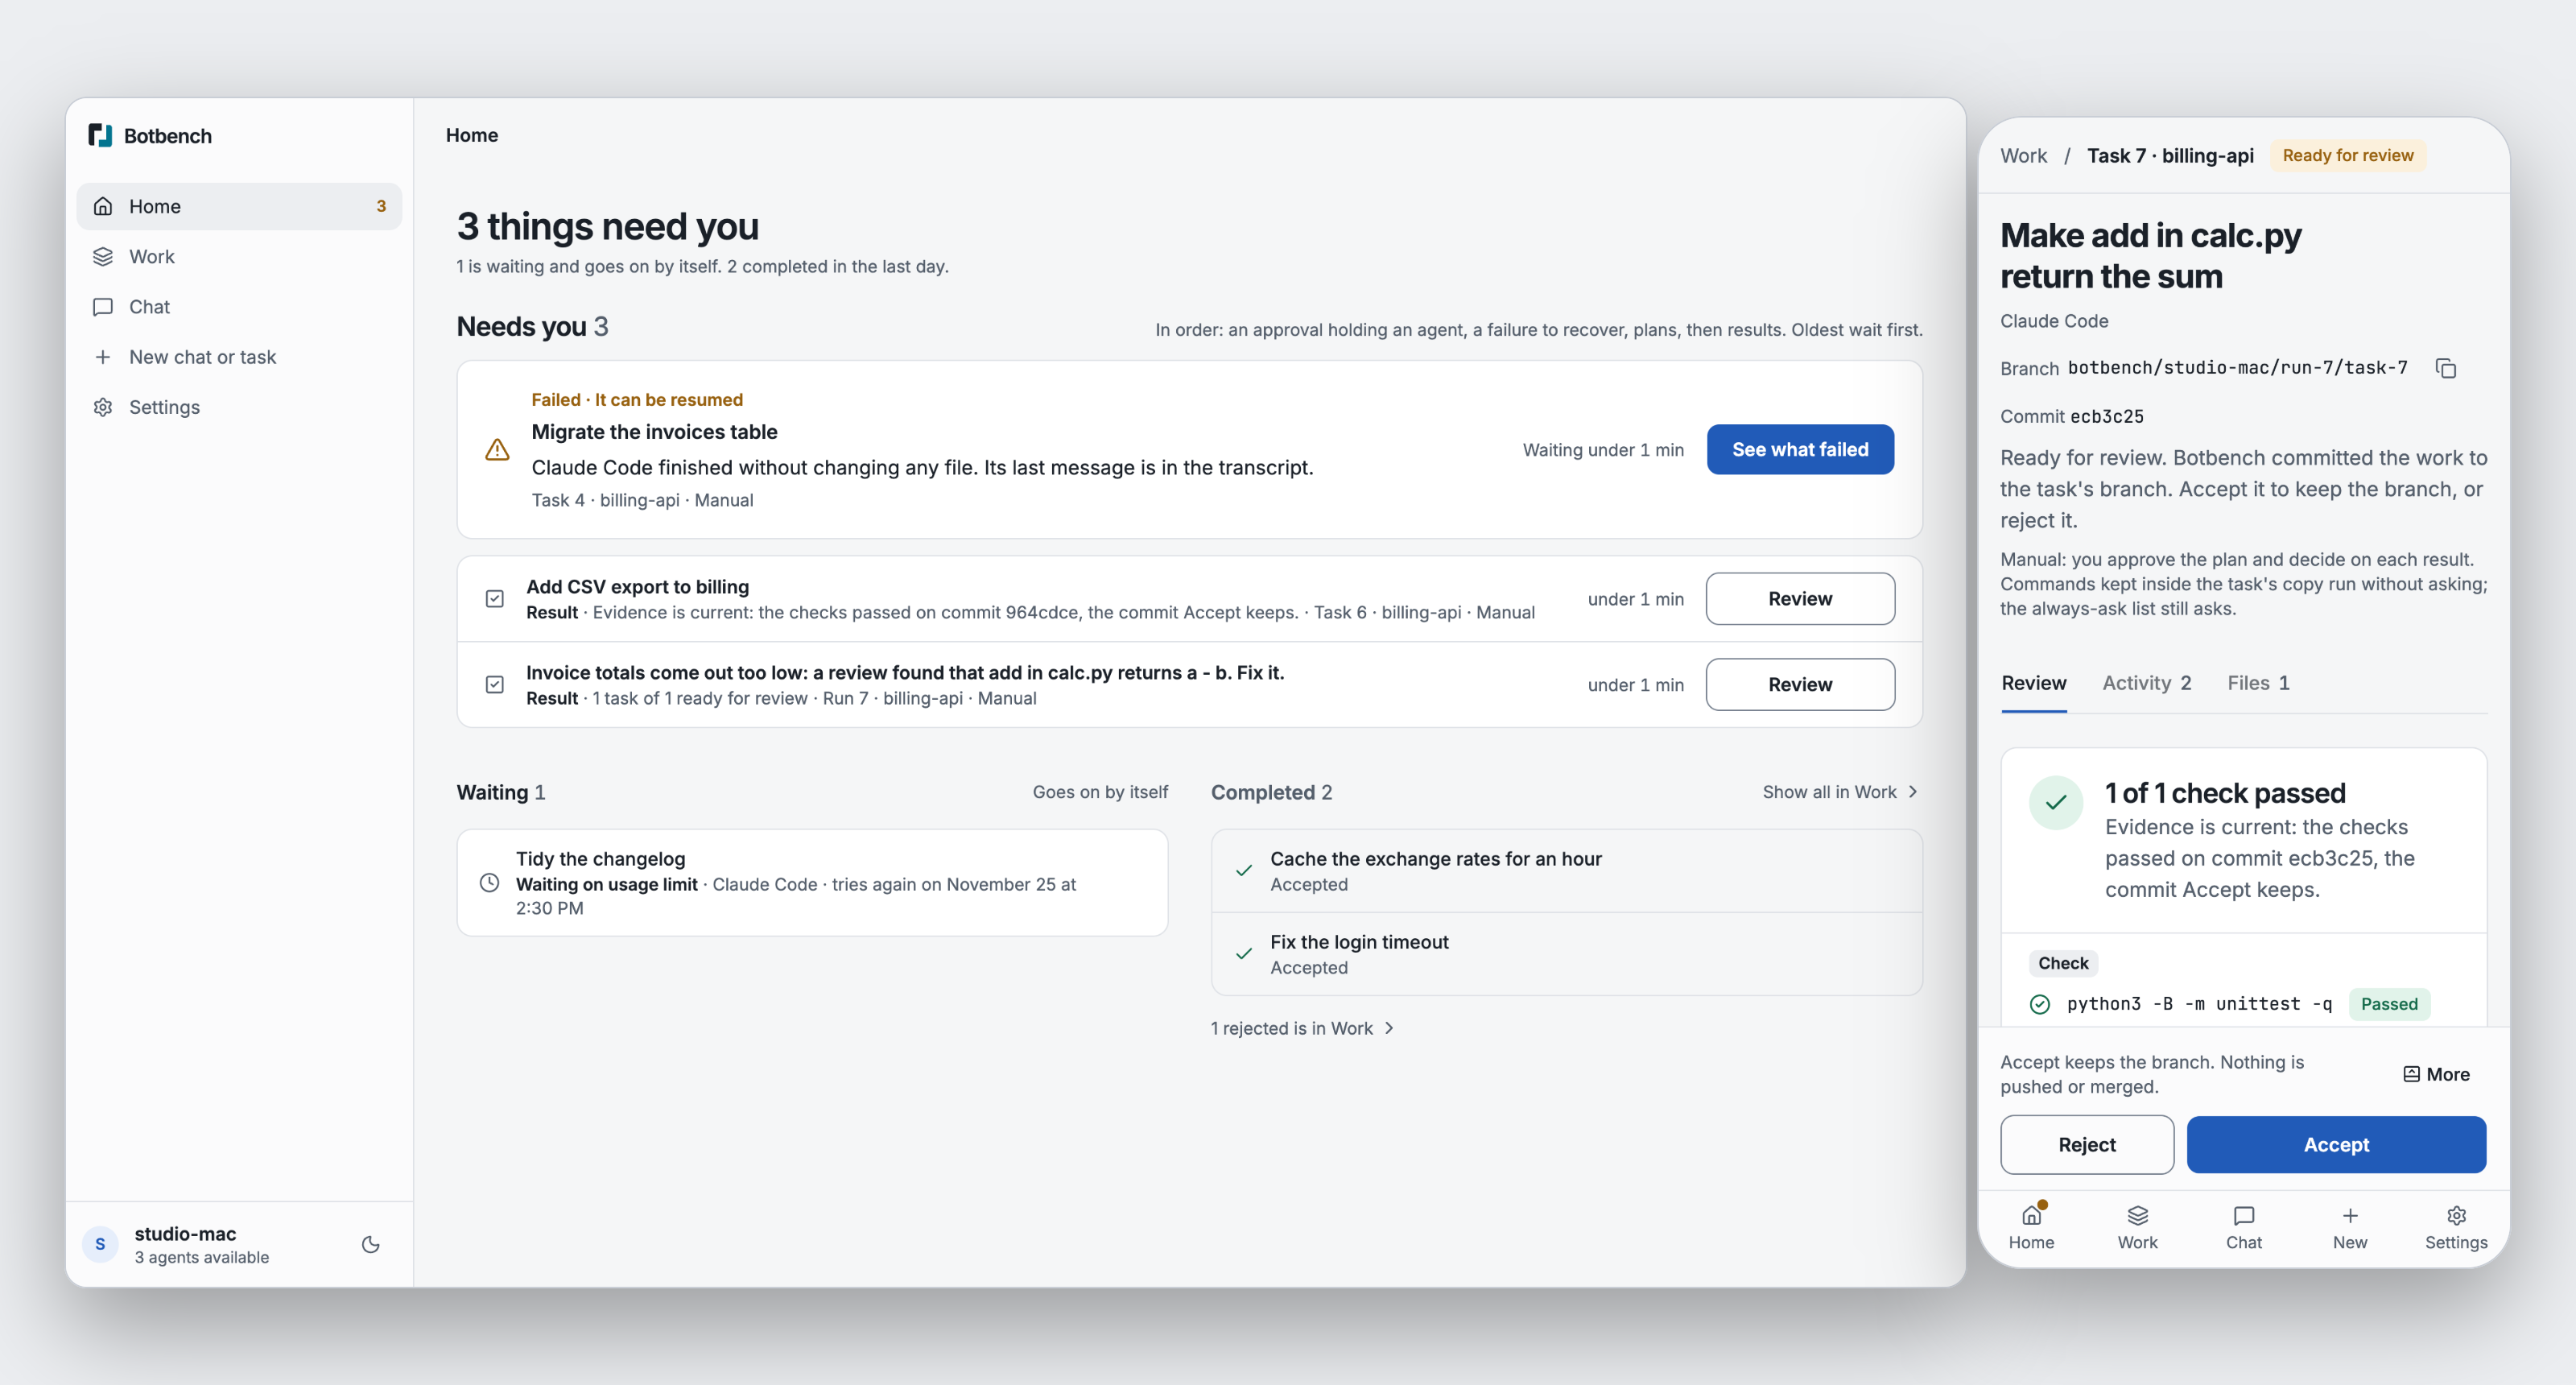 Botbench
Home 3
Work
Chat
New chat or task
Settings
studio-mac
3 agents available
S
Home
3 things need you
1 is waiting and goes on by itself. 2 completed in the last day.
Needs you 3
In order: an approval holding an agent, a failure to recover, plans, then results. Oldest wait first.
Failed · It can be resumed
Migrate the invoices table
Claude Code finished without changing any file. Its last message is in the transcript.
Task 4 · billing-api · Manual
Waiting under 1 min
See what failed
Add CSV export to billing
Result · Evidence is current: the checks passed on commit 964cdce, the commit Accept keeps. · Task 6 · billing-api · Manual
under 1 min
Review
Invoice totals come out too low: a review found that add in calc.py returns a - b. Fix it.
Result · 1 task of 1 ready for review · Run 7 · billing-api · Manual
under 1 min
Review
Waiting 1
Goes on by itself
Tidy the changelog
Waiting on usage limit · Claude Code · tries again on November 25 at
2:30 PM
Completed 2
Show all in Work
Cache the exchange rates for an hour
Accepted
Fix the login timeout
Accepted
1 rejected is in Work
Work / Task 7 · billing-api Ready for review
Make add in calc.py
return the sum
Claude Code
Branch botbench/studio-mac/run-7/task-7
Commit ecb3c25
Ready for review. Botbench committed the work to
the task's branch. Accept it to keep the branch, or
reject it.
Manual: you approve the plan and decide on each result.
Commands kept inside the task's copy run without asking;
the always-ask list still asks.
Review Activity 2 Files 1
1 of 1 check passed
Evidence is current: the checks
passed on commit ecb3c25, the
commit Accept keeps.
Check
python3 -B -m unittest -q Passed
Accept keeps the branch. Nothing is
pushed or merged.
More
Reject Accept
Home Work Chat New Settings